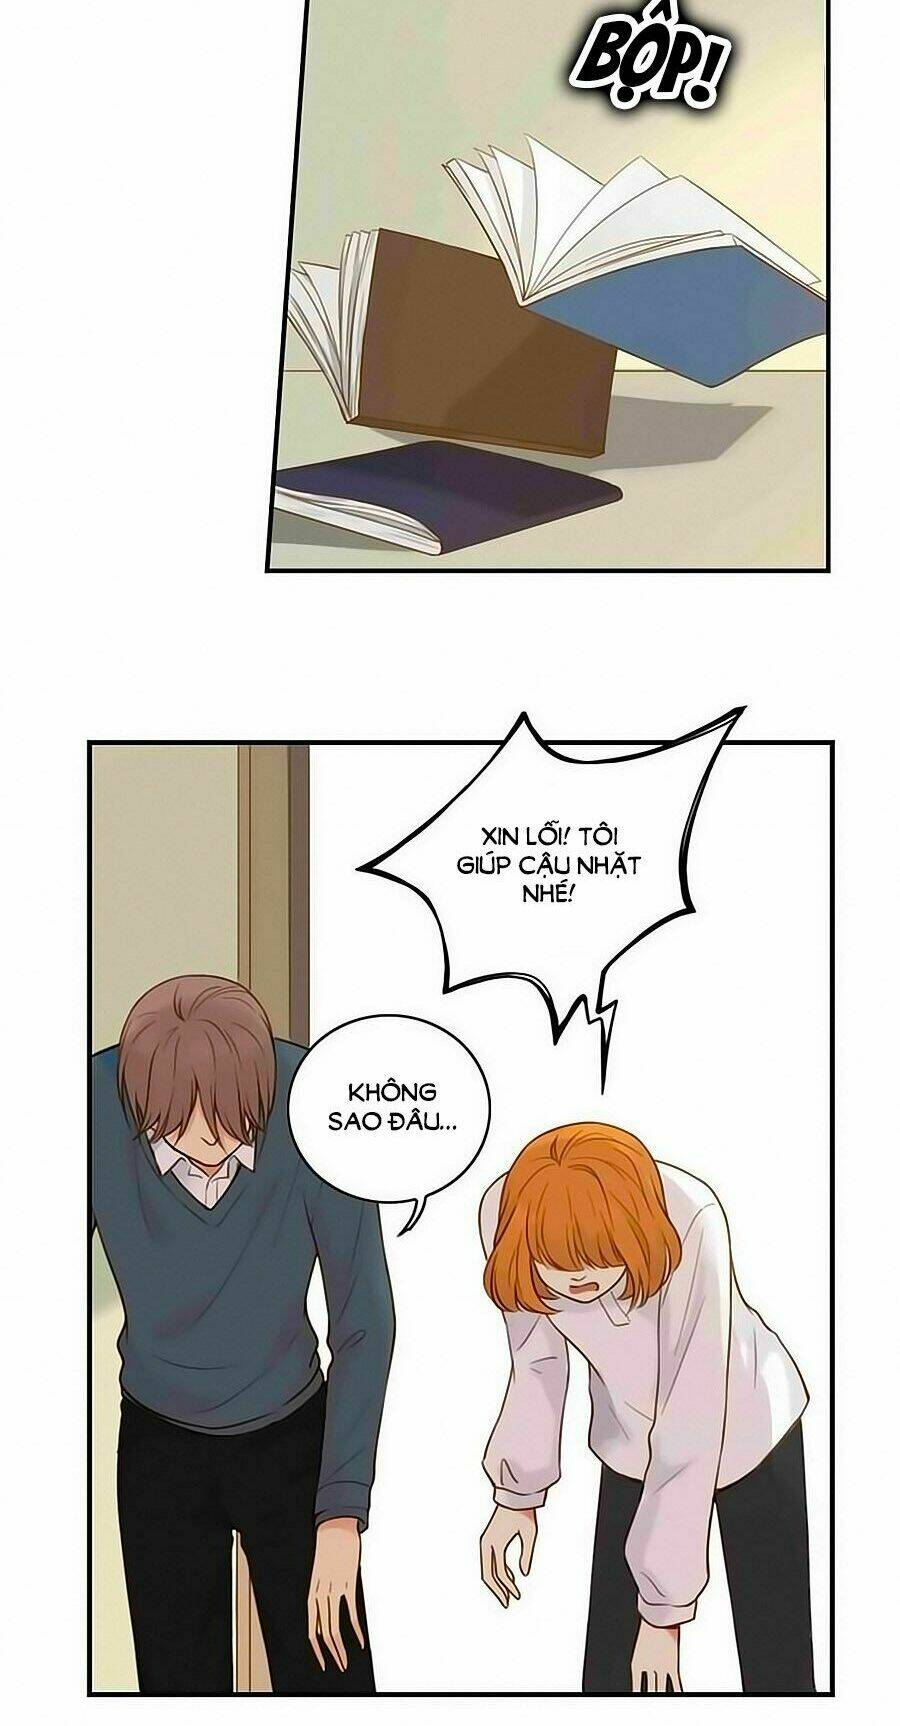 BỘP!
XIN LỖI! TÔI
GIÚP CẬU NHẶT
NHÉ!
KHÔNG
SAO ĐÂU...